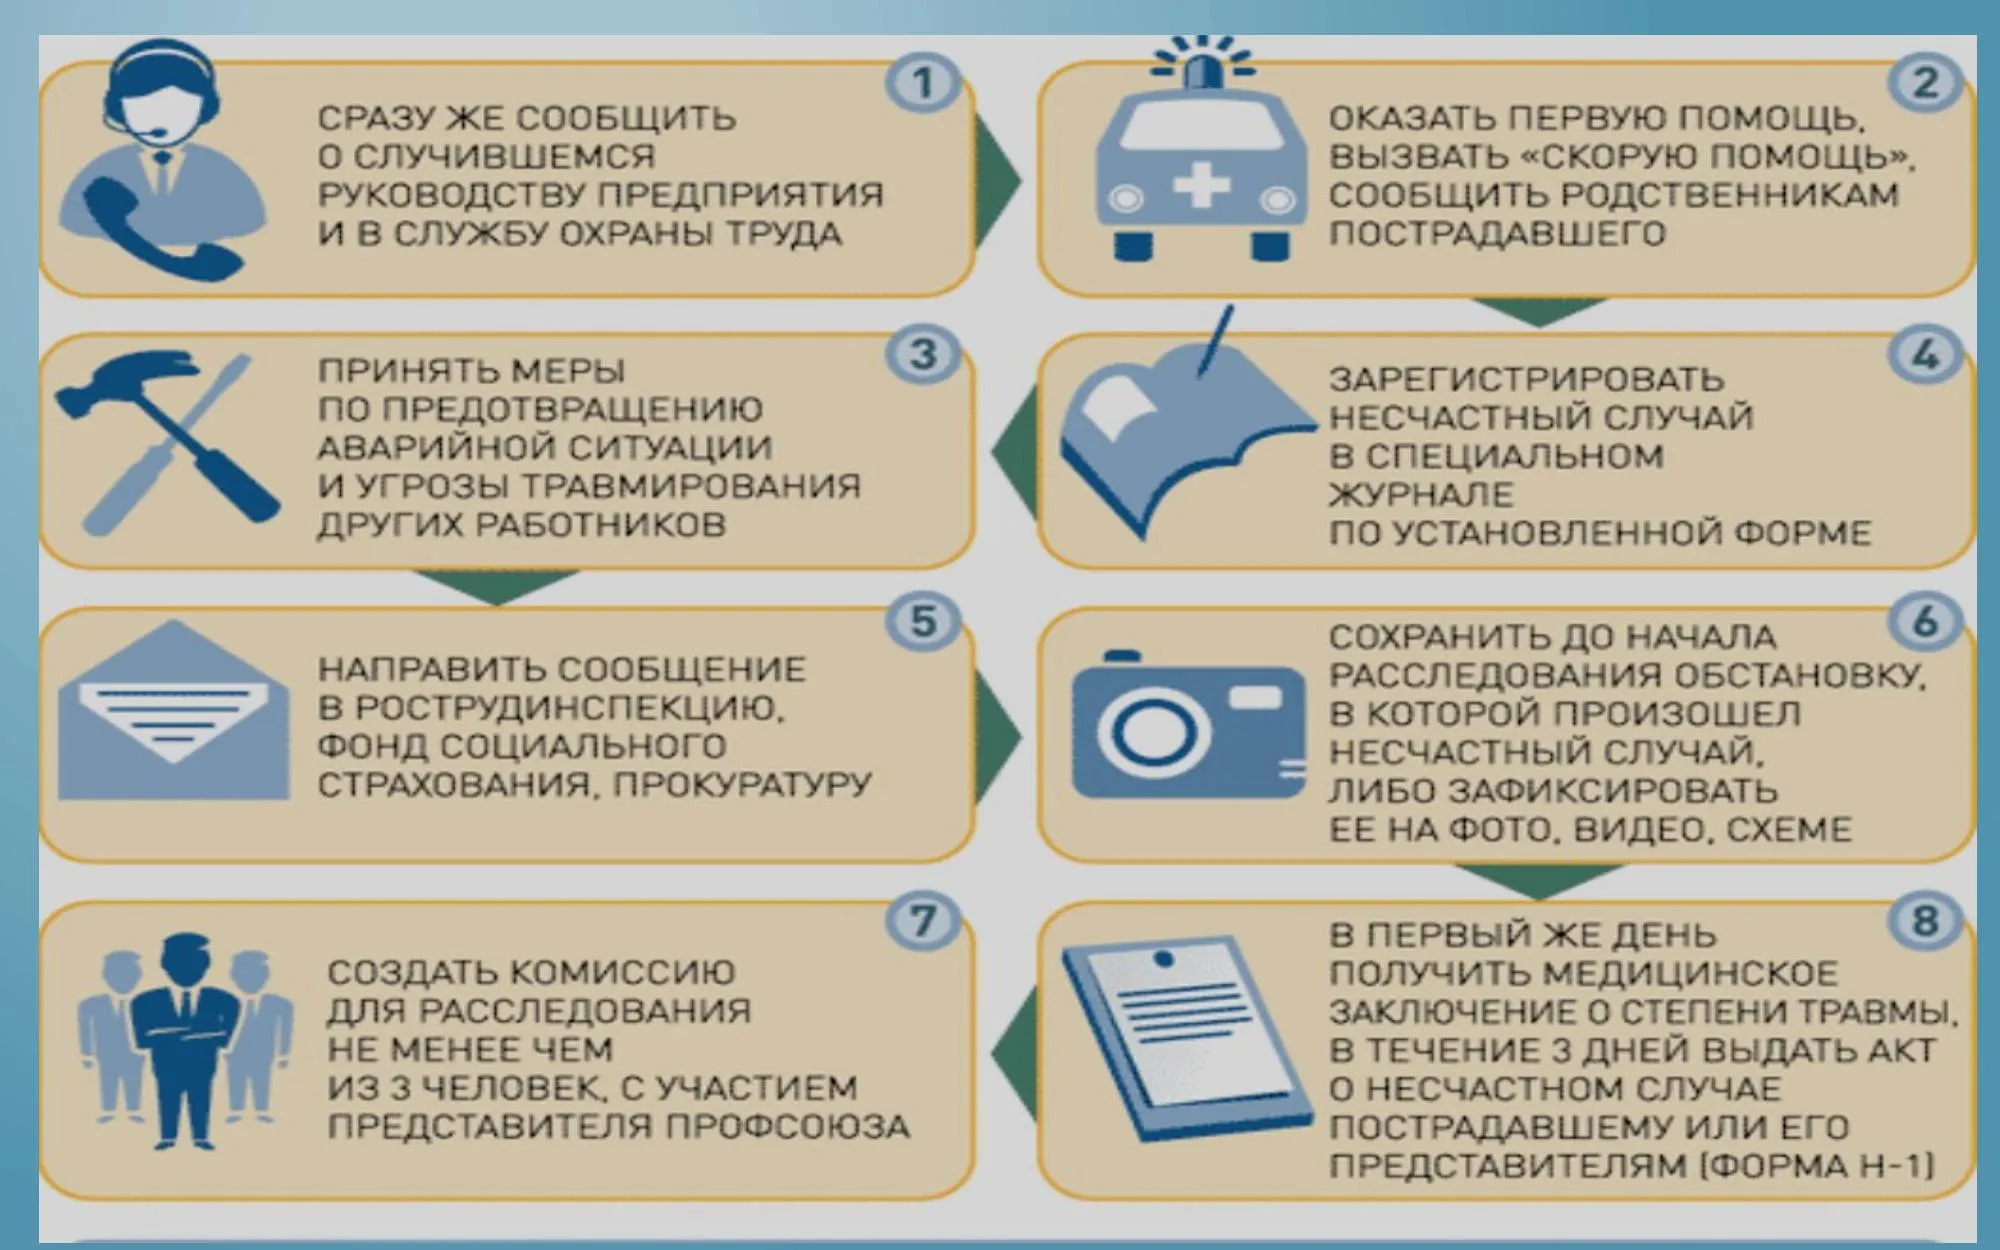 1
СРАЗУ ЖЕ СООБЩИТЬ
О СЛУЧИВШЕМСЯ
РУКОВОДСТВУ ПРЕДПРИЯТИЯ
И В СЛУЖБУ ОХРАНЫ ТРУДА
2
ОКАЗАТЬ ПЕРВУЮ ПОМОЩЬ,
ВЫЗВАТЬ «СКОРУЮ ПОМОЩЬ»,
СООБЩИТЬ РОДСТВЕННИКАМ
ПОСТРАДАВШЕГО
3
ПРИНЯТЬ МЕРЫ
ПО ПРЕДОТВРАЩЕНИЮ
АВАРИЙНОЙ СИТУАЦИИ
И УГРОЗЫ ТРАВМИРОВАНИЯ
ДРУГИХ РАБОТНИКОВ
4
ЗАРЕГИСТРИРОВАТЬ
НЕСЧАСТНЫЙ СЛУЧАЙ
В СПЕЦИАЛЬНОМ
ЖУРНАЛЕ
ПО УСТАНОВЛЕННОЙ ФОРМЕ
5
НАПРАВИТЬ СООБЩЕНИЕ
В РОСТРУДИНСПЕКЦИЮ,
ФОНД СОЦИАЛЬНОГО
СТРАХОВАНИЯ, ПРОКУРАТУРУ
6
СОХРАНИТЬ ДО НАЧАЛА
РАССЛЕДОВАНИЯ ОБСТАНОВКУ,
В КОТОРОЙ ПРОИЗОШЕЛ
НЕСЧАСТНЫЙ СЛУЧАЙ,
ЛИБО ЗАФИКСИРОВАТЬ
ЕЕ НА ФОТО, ВИДЕО, СХЕМЕ
7
СОЗДАТЬ КОМИССИЮ
ДЛЯ РАССЛЕДОВАНИЯ
НЕ МЕНЕЕ ЧЕМ
ИЗ 3 ЧЕЛОВЕК, С УЧАСТИЕМ
ПРЕДСТАВИТЕЛЯ ПРОФСОЮЗА
8
В ПЕРВЫЙ ЖЕ ДЕНЬ
ПОЛУЧИТЬ МЕДИЦИНСКОЕ
ЗАКЛЮЧЕНИЕ О СТЕПЕНИ ТРАВМЫ,
В ТЕЧЕНИЕ 3 ДНЕЙ ВЫДАТЬ АКТ
О НЕСЧАСТНОМ СЛУЧАЕ
ПОСТРАДАВШЕМУ ИЛИ ЕГО
ПРЕДСТАВИТЕЛЯМ (ФОРМА Н-1)